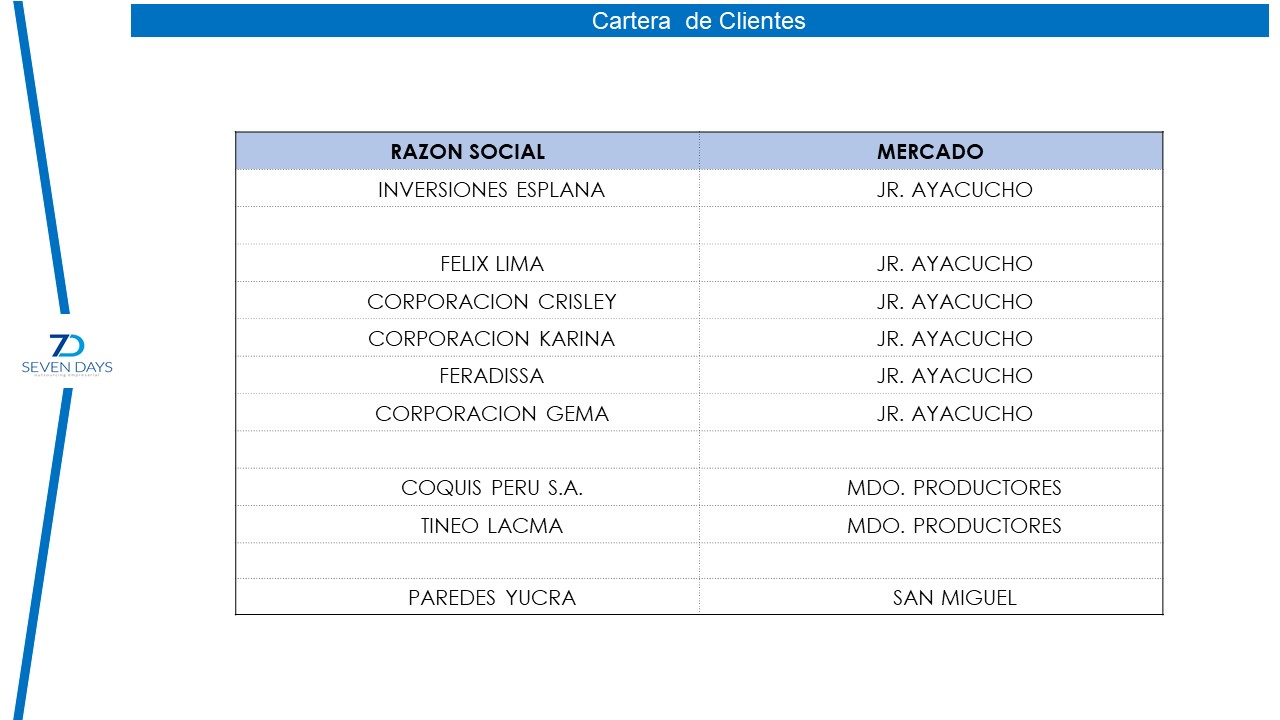 Cartera  de Clientes
RAZON SOCIAL MERCADO
INVERSIONES ESPLANA JR. AYACUCHO
FELIX LIMA JR. AYACUCHO
CORPORACION CRISLEY JR. AYACUCHO
CORPORACION KARINA JR. AYACUCHO
FERADISSA JR. AYACUCHO
CORPORACION GEMA JR. AYACUCHO
COQUIS PERU S.A. MDO. PRODUCTORES
TINEO LACMA MDO. PRODUCTORES
PAREDES YUCRA SAN MIGUEL
7D
SEVEN DAYS